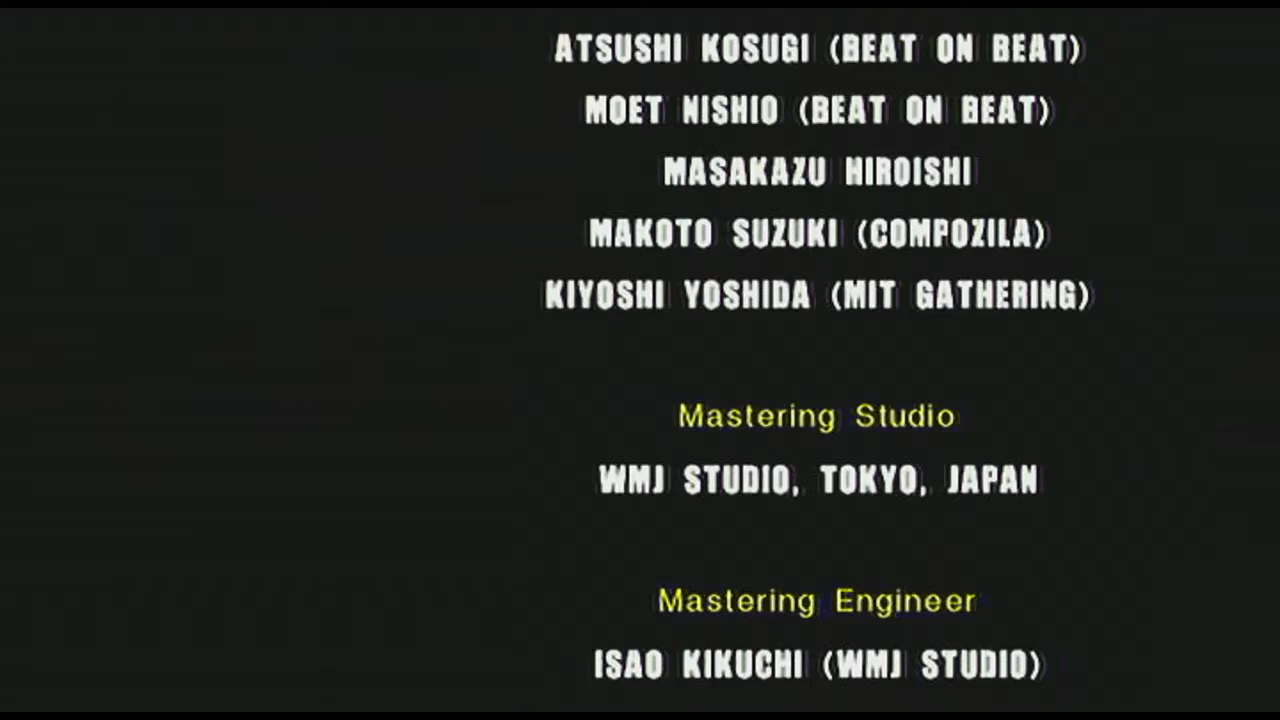 ATSUSHI KOSUGI (BEAT ON BEAT)
MOET NISHIO (BEAT ON BEAT)
MASAKAZU HIROISHI
MAKOTO SUZUKI (COMPOZILA)
KIYOSHI YOSHIDA (MIT GATHERING)
Mastering Studio
WMJ STUDIO, TOKYO, JAPAN
Mastering Engineer
ISAO KIKUCHI (WMJ STUDIO)